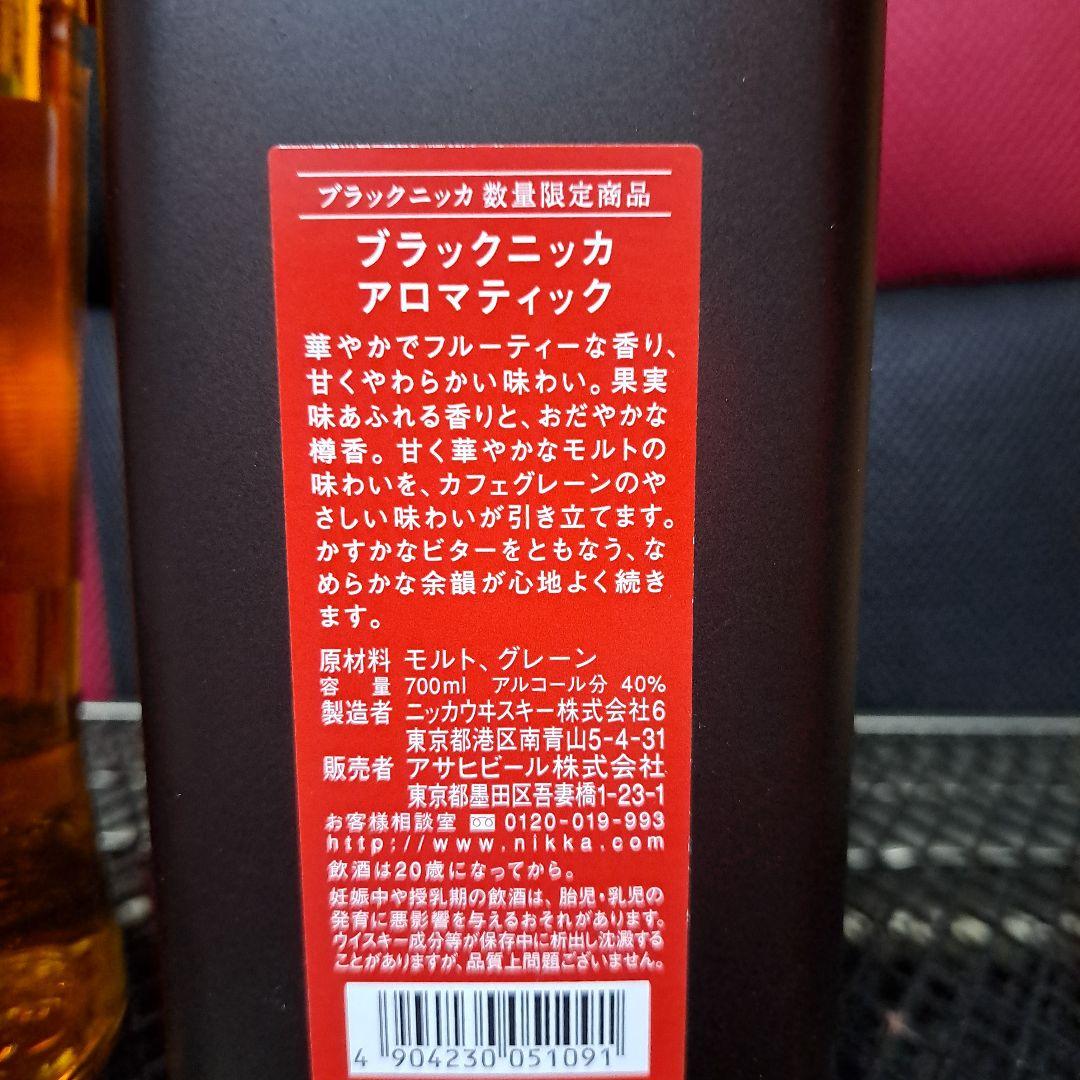 ブラックニッカ 数量限定商品
ブラックニッカ
アロマティック
華やかでフルーティーな香り、
甘くやわらかい味わい。果実
味あふれる香りと、おだやかな
樽香。甘く華やかなモルトの
味わいを、カフェグレーンのや
さしい味わいが引き立てます。
かすかなビターをともなう、な
めらかな余韻が心地よく続き
ます。
原材料 モルト、グレーン
容量 700ml アルコール分 40%
製造者 ニッカウヰスキー株式会社6
東京都港区南青山5-4-31
販売者 アサヒビール株式会社
東京都墨田区吾妻橋1-23-1
お客様相談室 0120-019-993
http://www.nikka.com
飲酒は20歳になってから。
妊娠中や授乳期の飲酒は、胎児・乳児の
発育に悪影響を与えるおそれがあります。
ウイスキー成分等が保存中に析出し沈澱する
ことがありますが、品質上問題ございません。
4 904230 051091